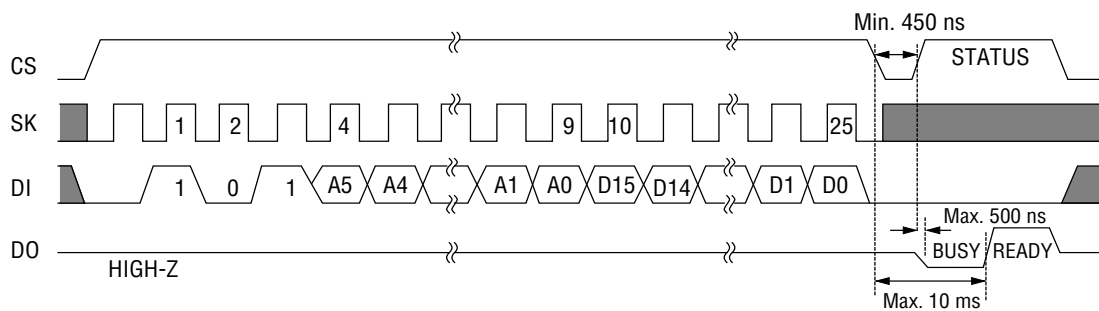 Min. 450 ns
CS
STATUS
SK 1 2 4 9 10 25
DI 1 0 1 A5 A4 A1 A0 D15 D14 D1 D0
Max. 500 ns
DO
BUSY READY
HIGH-Z
Max. 10 ms